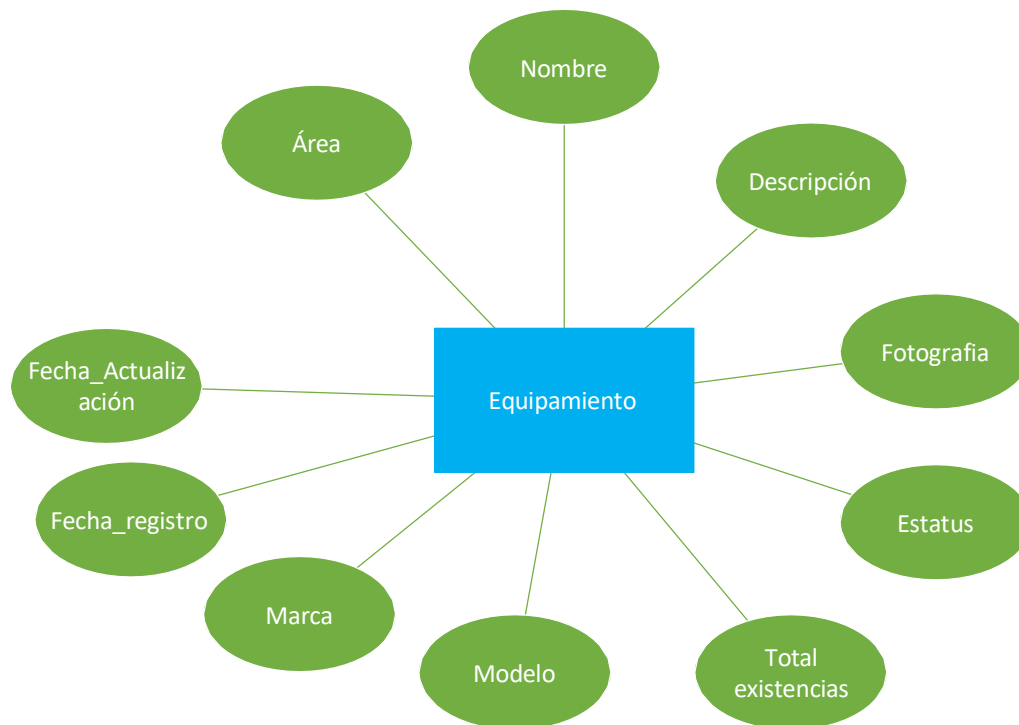 Nombre
Área
Descripción
Fotografia
Fecha_Actualiz
ación
Equipamiento
Fecha_registro
Estatus
Marca
Modelo
Total
existencias